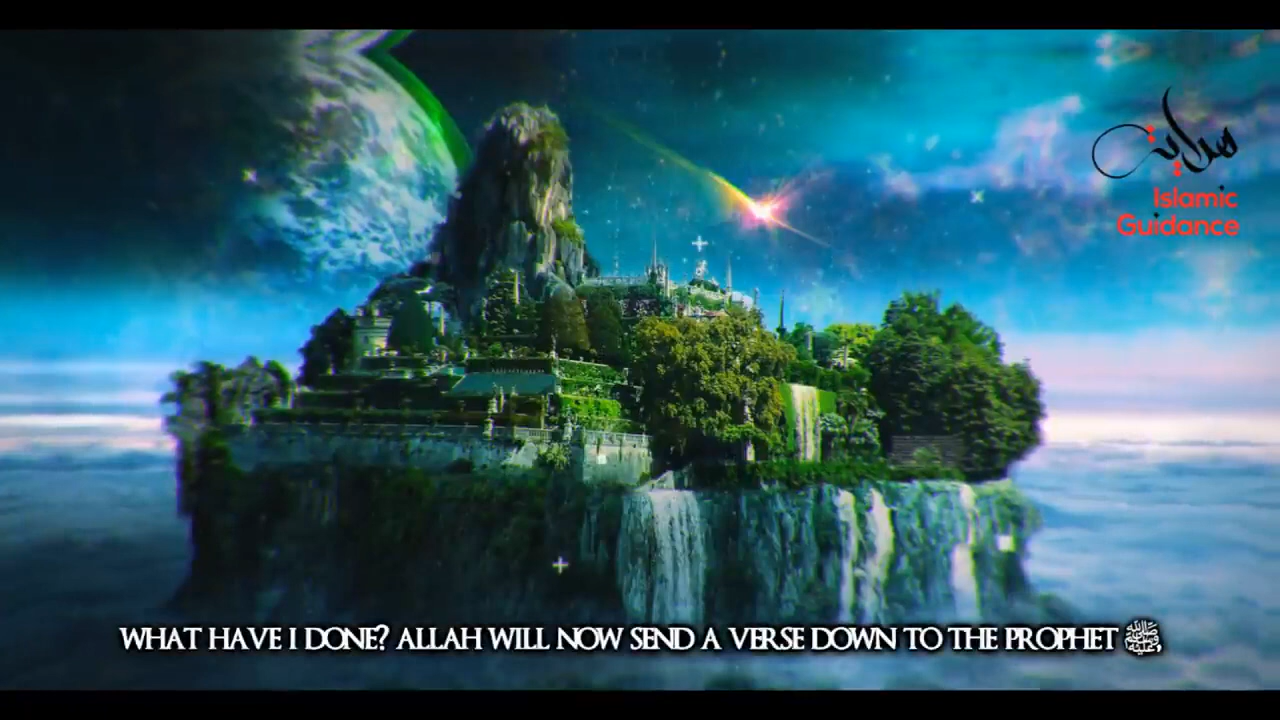 هداية
Islamic
Guidance
WHAT HAVE I DONE? ALLAH WILL NOW SEND A VERSE DOWN TO THE PROPHET ﷺ